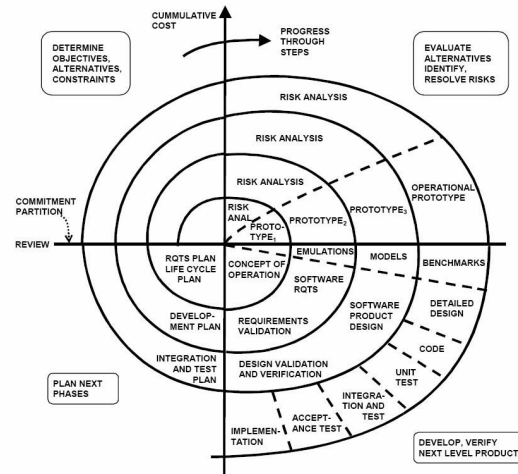 CUMMULATIVE
COST
PROGRESS
THROUGH
STEPS
DETERMINE
OBJECTIVES,
ALTERNATIVES,
CONSTRAINTS
EVALUATE
ALTERNATIVES
IDENTIFY,
RESOLVE RISKS
RISK ANALYSIS
RISK ANALYSIS
RISK ANALYSIS
RISK
ANAL.
PROTO-
TYPE1
PROTOTYPE2
PROTOTYPE3
OPERATIONAL
PROTOTYPE
COMMITMENT
PARTITION
REVIEW
RQTS PLAN
LIFE CYCLE
PLAN
CONCEPT OF
OPERATION
EMULATIONS
MODELS
BENCHMARKS
SOFTWARE
RQTS
SOFTWARE
PRODUCT
DESIGN
DETAILED
DESIGN
DEVELOP-
MENT PLAN
REQUIREMENTS
VALIDATION
CODE
INTEGRATION
AND TEST
PLAN
DESIGN VALIDATION
AND VERIFICATION
UNIT
TEST
INTEGRA-
TION AND
TEST
ACCEPT-
ANCE TEST
IMPLEMEN-
TATION
PLAN NEXT
PHASES
DEVELOP, VERIFY
NEXT LEVEL PRODUCT